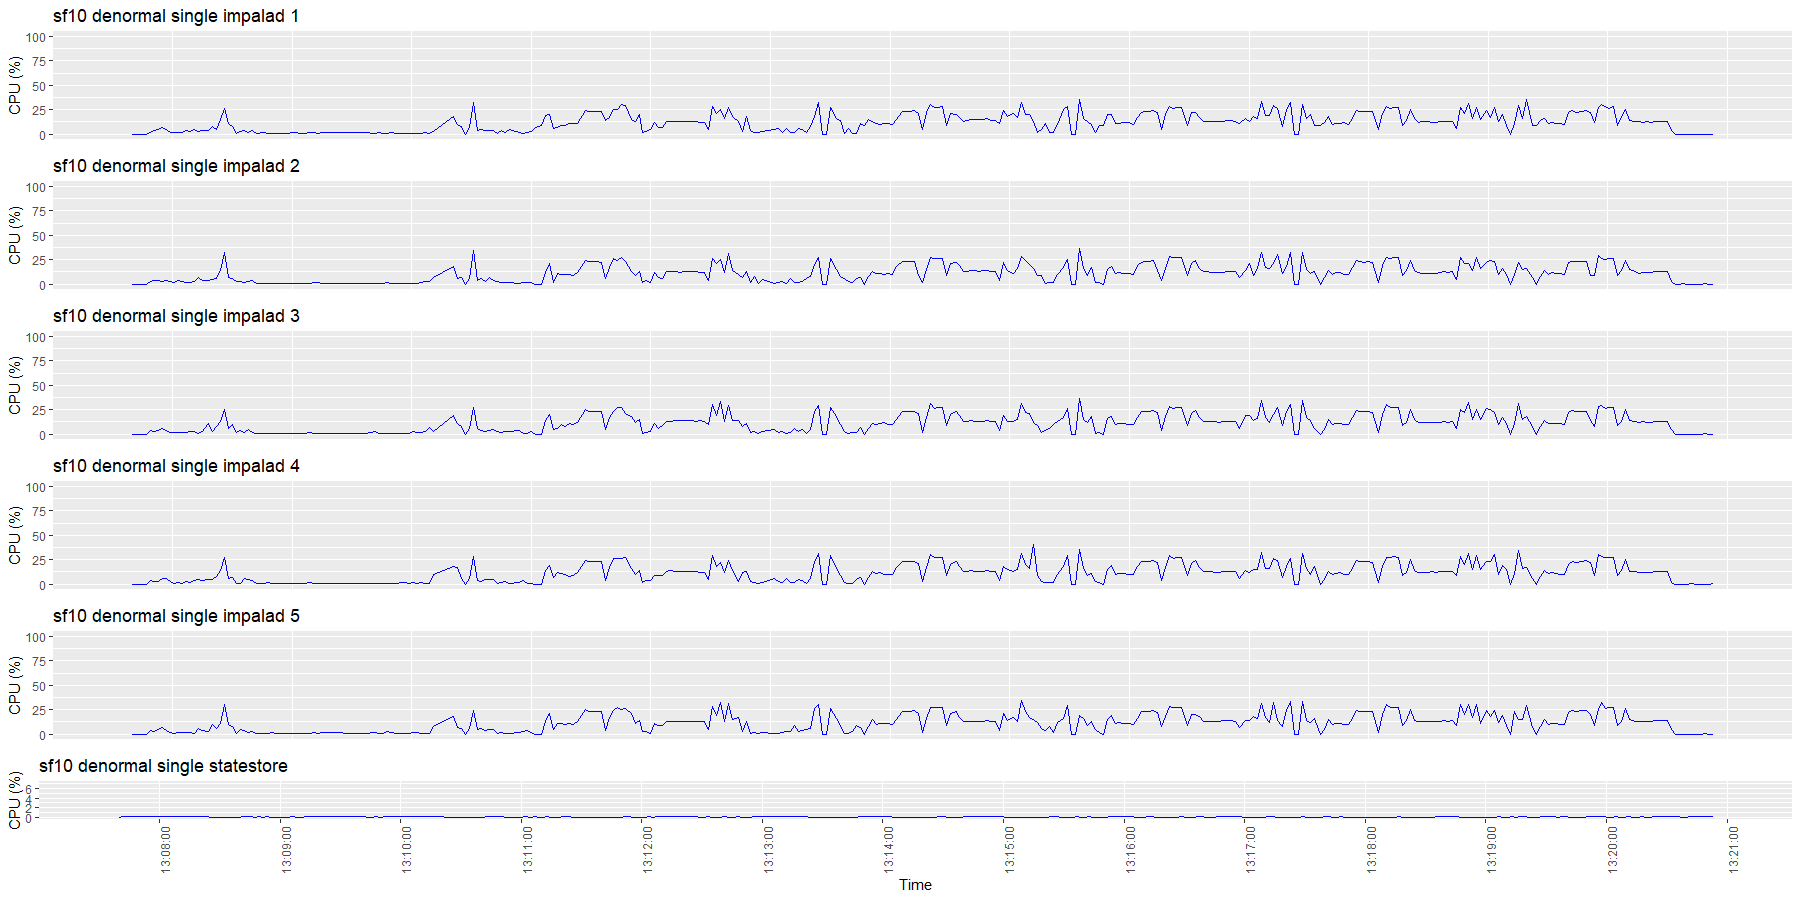 sf10 denormal single impalad 1
CPU (%)
100
75
50
25
0
sf10 denormal single impalad 2
CPU (%)
100
75
50
25
0
sf10 denormal single impalad 3
CPU (%)
100
75
50
25
0
sf10 denormal single impalad 4
CPU (%)
100
75
50
25
0
sf10 denormal single impalad 5
CPU (%)
100
75
50
25
0
sf10 denormal single statestore
CPU (%)
6
4
2
0
13:08:00 13:09:00 13:10:00 13:11:00 13:12:00 13:13:00 13:14:00 13:15:00 13:16:00 13:17:00 13:18:00 13:19:00 13:20:00 13:21:00
Time